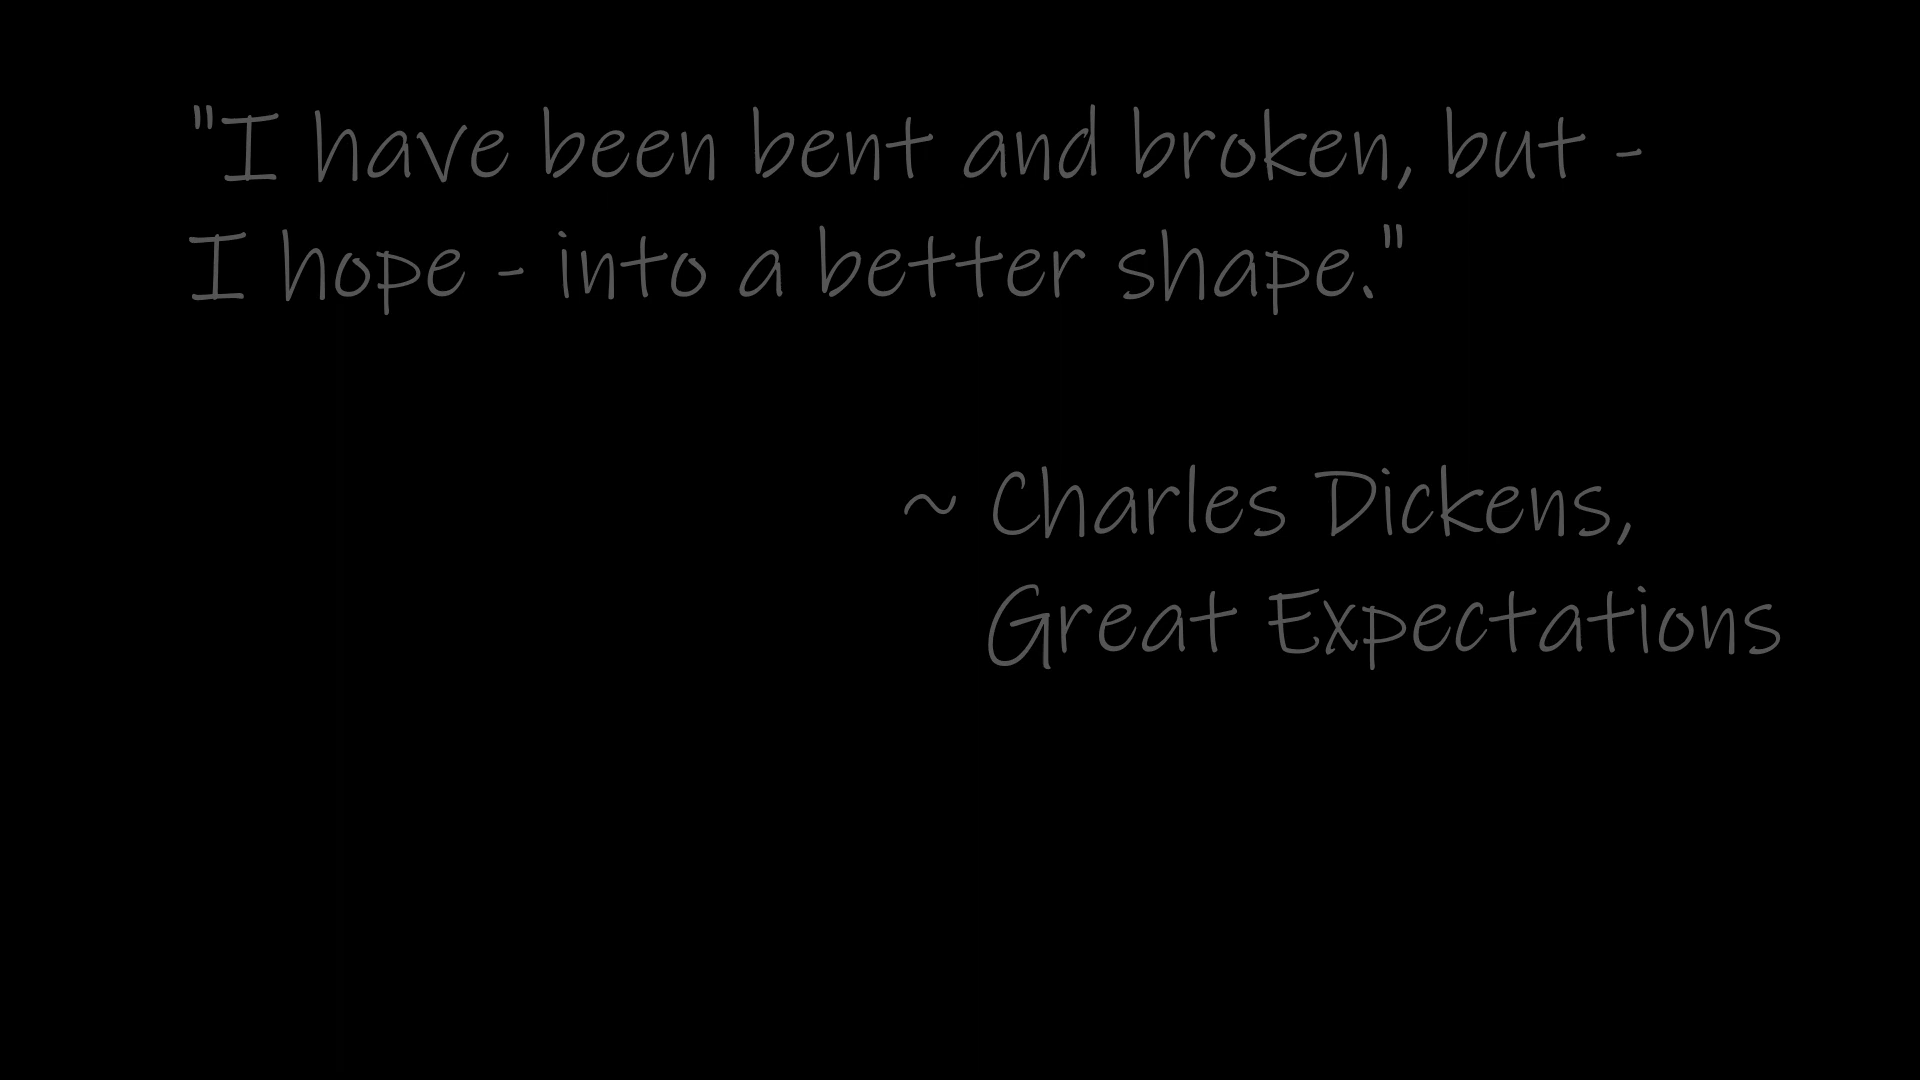 "I have been bent and broken, but -
I hope - into a better shape."
~ Charles Dickens,
Great Expectations